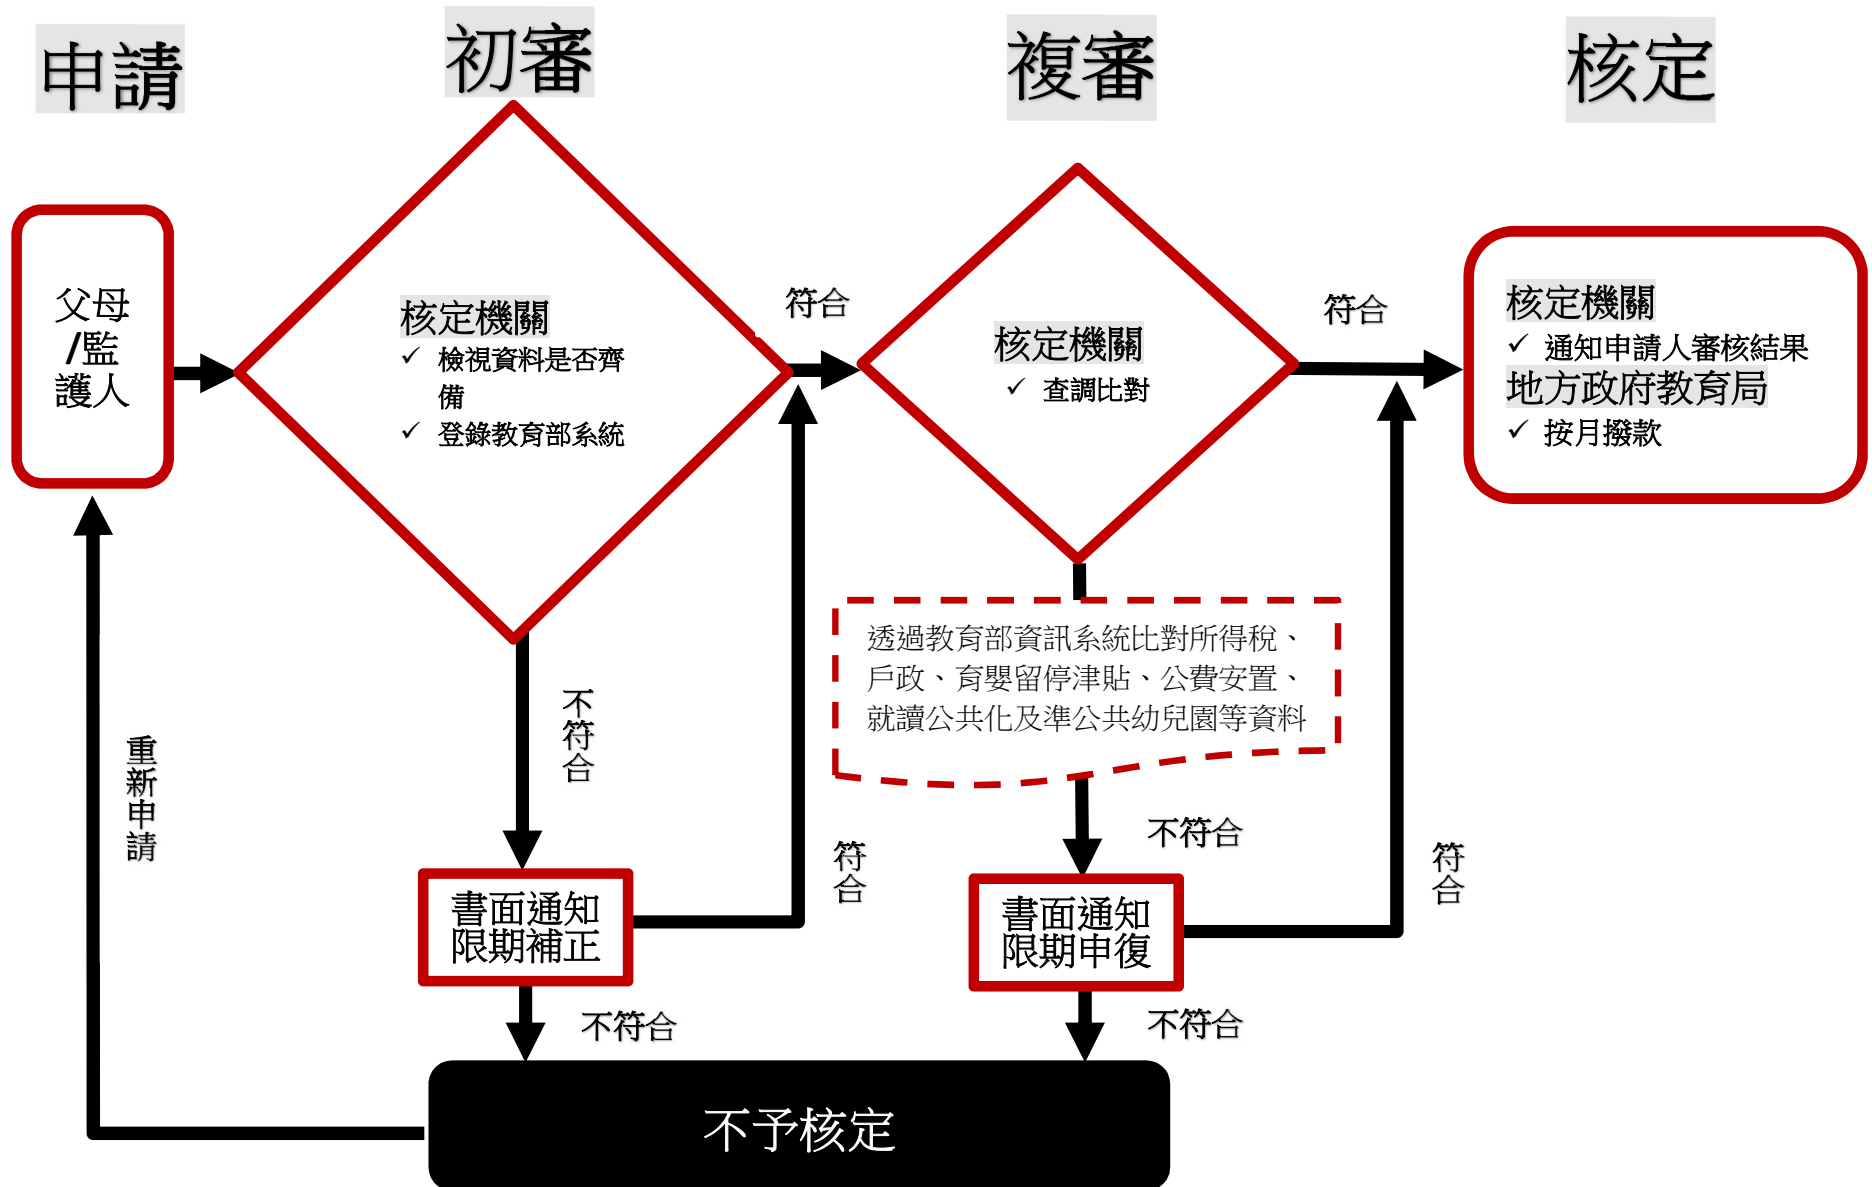 申請
初審
複審
核定
父母
/監
護人
核定機關
✓ 檢視資料是否齊
備
✓ 登錄教育部系統
符合
核定機關
✓ 查調比對
符合
核定機關
✓ 通知申請人審核結果
地方政府教育局
✓ 按月撥款
透過教育部資訊系統比對所得稅、
戶政、育嬰留停津貼、公費安置、
就讀公共化及準公共幼兒園等資料
不符合
重新申請
不符合
符合
符合
書面通知
限期補正
書面通知
限期申復
不符合
不符合
不予核定